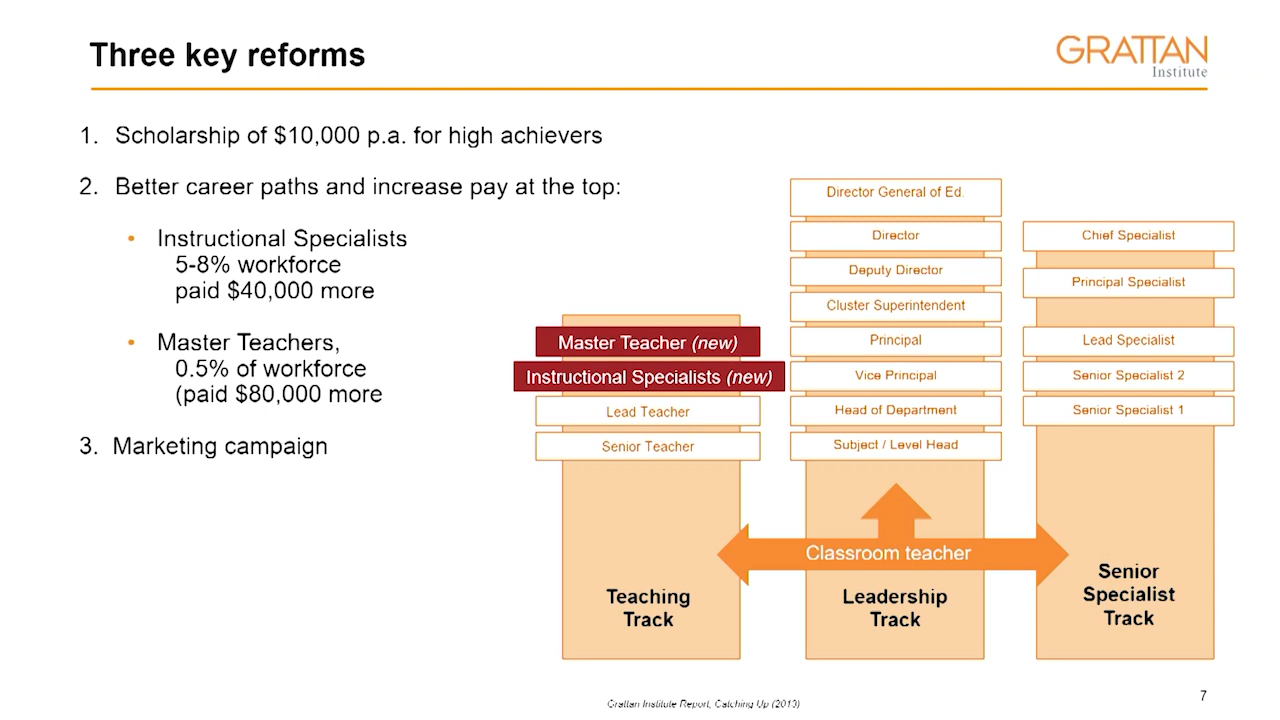 Three key reforms
GRATTAN
Institute
1. Scholarship of $10,000 p.a. for high achievers
2. Better career paths and increase pay at the top:
• Instructional Specialists
5-8% workforce
paid $40,000 more
• Master Teachers,
0.5% of workforce
(paid $80,000 more
3. Marketing campaign
Master Teacher (new)
Instructional Specialists (new)
Lead Teacher
Senior Teacher
Teaching
Track
Director General of Ed.
Director
Deputy Director
Cluster Superintendent
Principal
Vice Principal
Head of Department
Subject / Level Head
Classroom teacher
Leadership
Track
Chief Specialist
Principal Specialist
Lead Specialist
Senior Specialist 2
Senior Specialist 1
Senior
Specialist
Track
Grattan Institute Report, Catching Up (2013)
7